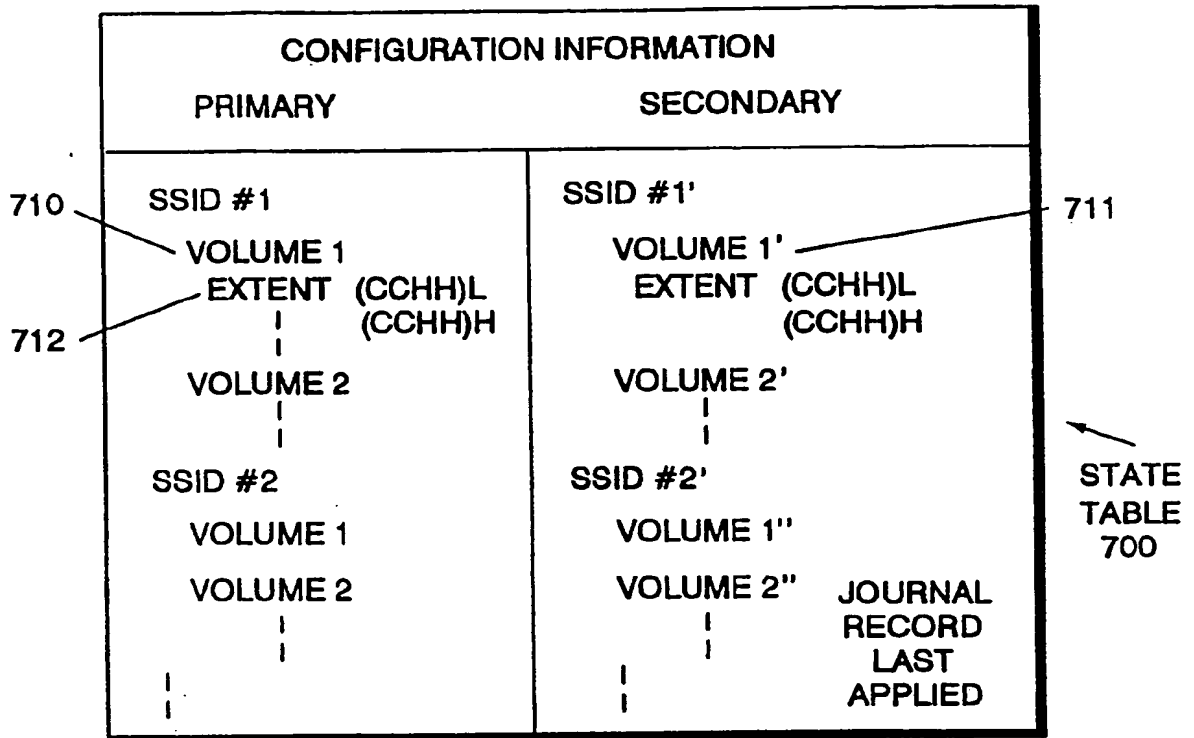 CONFIGURATION INFORMATION
PRIMARY
SECONDARY
SSID #1
SSID #1'
710
711
VOLUME 1
VOLUME 1'
EXTENT (CCHH)L
EXTENT (CCHH)L
712
(CCHH)H
(CCHH)H
VOLUME 2
VOLUME 2'
SSID #2
SSID #2'
STATE
TABLE
700
VOLUME 1
VOLUME 1''
VOLUME 2
VOLUME 2''
JOURNAL
RECORD
LAST
APPLIED